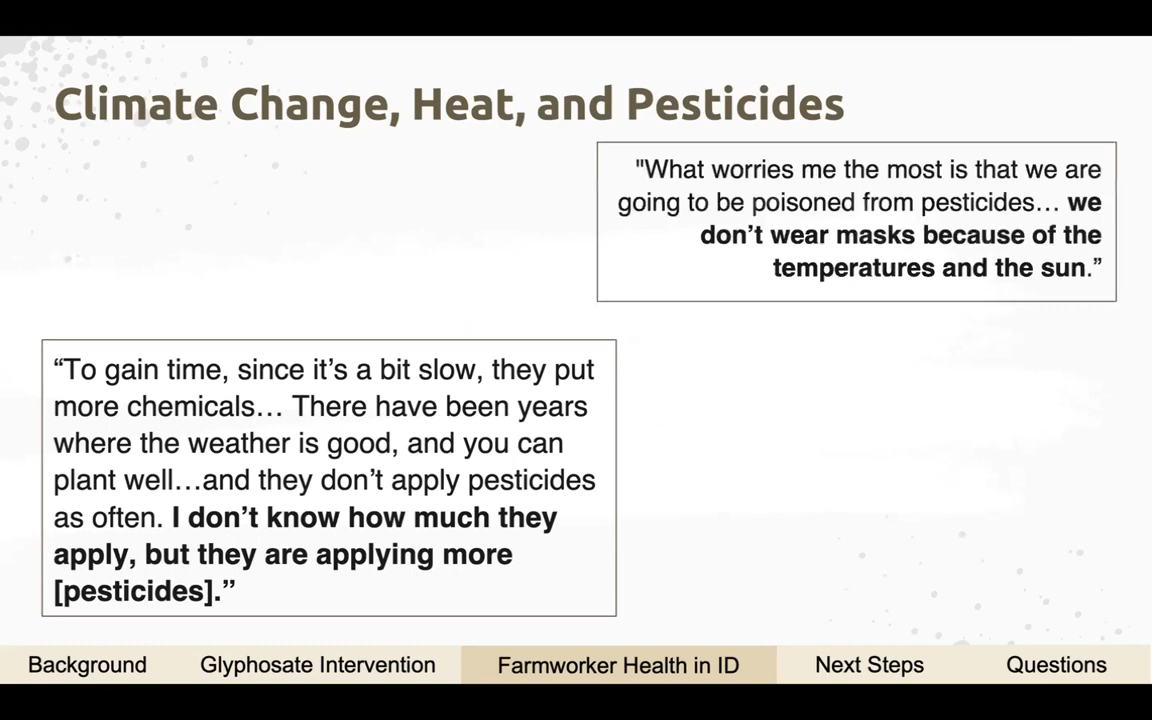 Climate Change, Heat, and Pesticides
"What worries me the most is that we are
going to be poisoned from pesticides… we
don’t wear masks because of the
temperatures and the sun.”
“To gain time, since it’s a bit slow, they put
more chemicals… There have been years
where the weather is good, and you can
plant well…and they don’t apply pesticides
as often. I don’t know how much they
apply, but they are applying more
[pesticides].”
Background Glyphosate Intervention Farmworker Health in ID Next Steps Questions